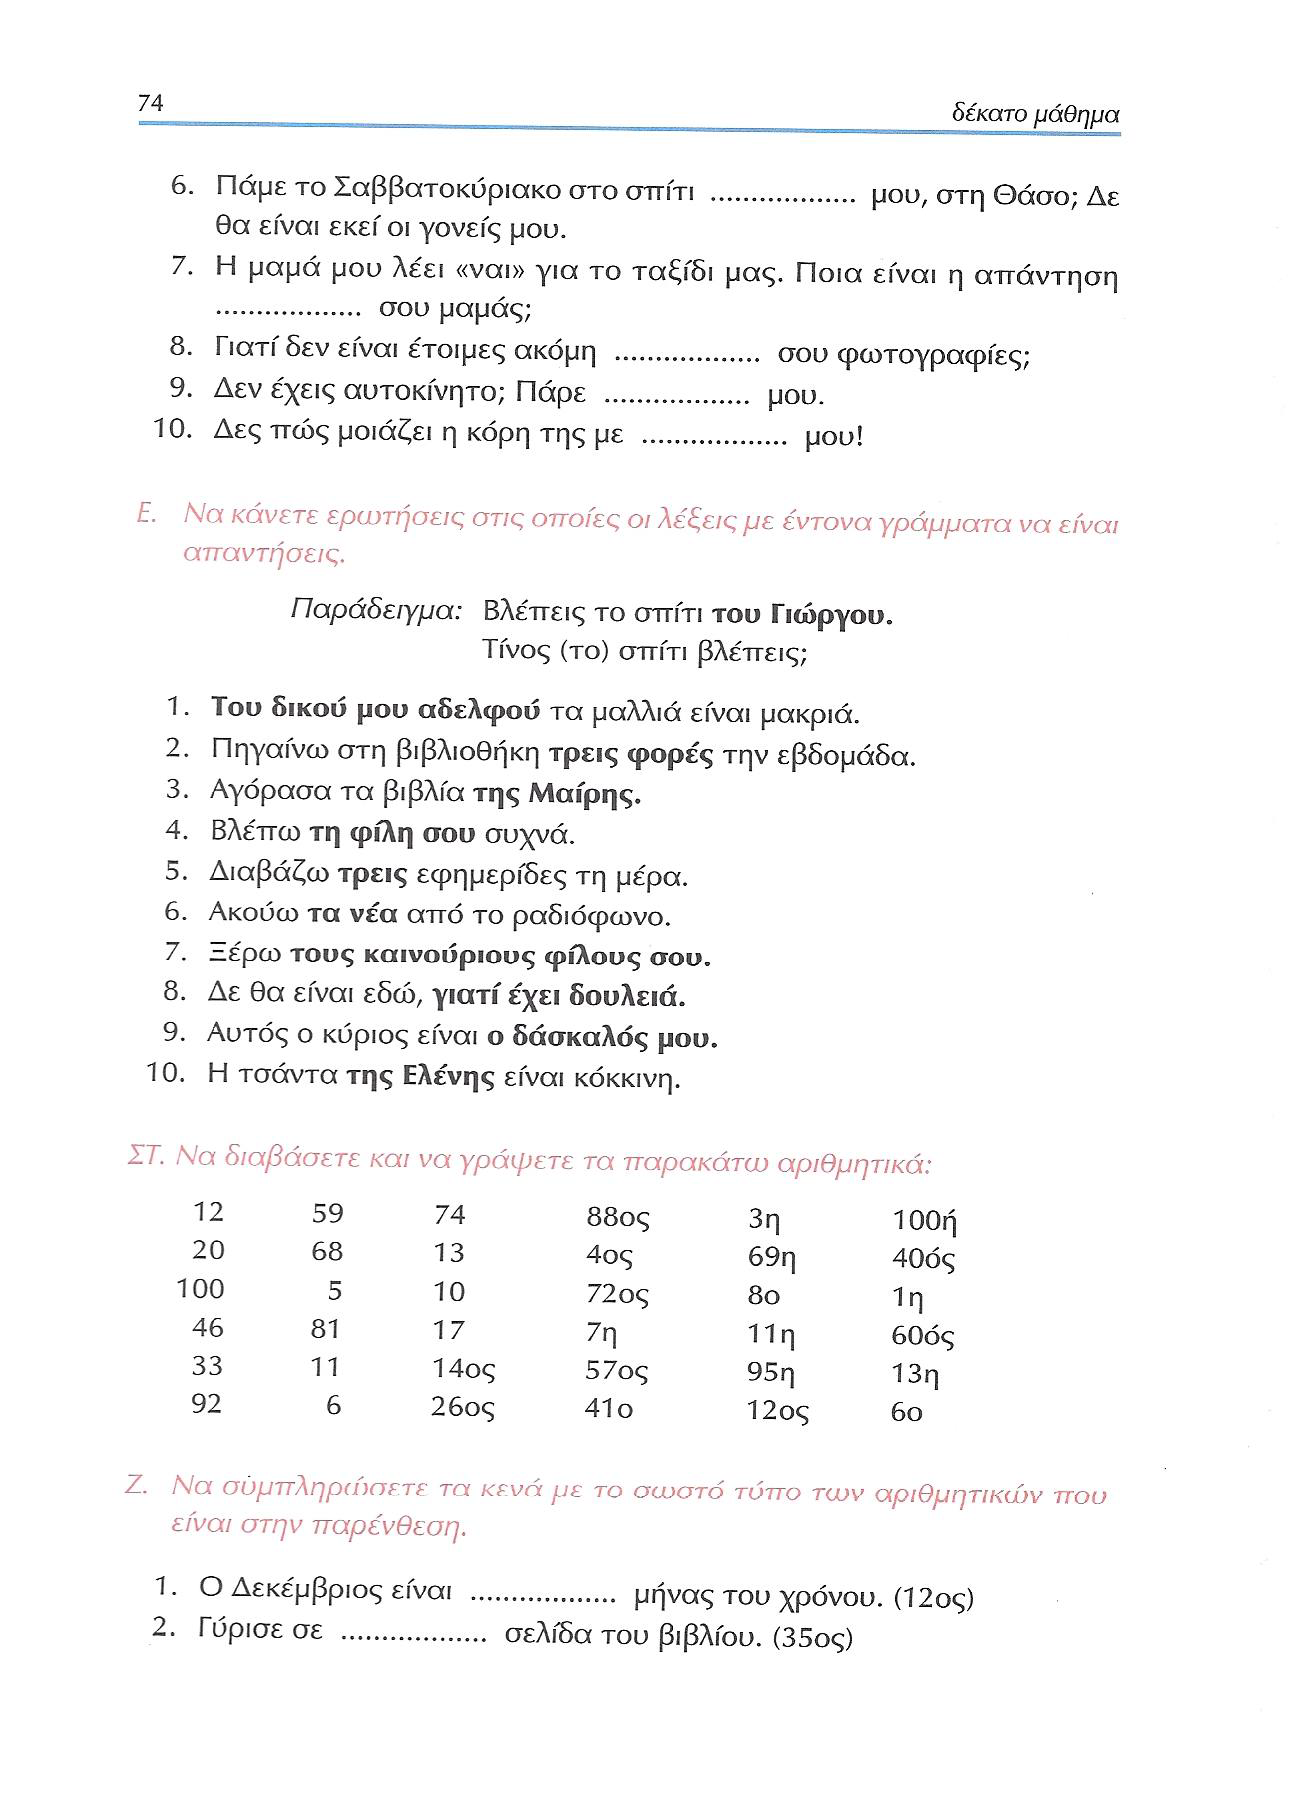 74
δέκατο μάθημα
6. Πάμε το Σαββατοκύριακο στο σπίτι .................. μου, στη Θάσο; Δε
θα είναι εκεί οι γονείς μου.
7. Η μαμά μου λέει «ναι» για το ταξίδι μας. Ποια είναι η απάντηση
.................. σου μαμάς;
8. Γιατί δεν είναι έτοιμες ακόμη .................. σου φωτογραφίες;
9. Δεν έχεις αυτοκίνητο; Πάρε .................. μου.
10. Δες πώς μοιάζει η κόρη της με .................. μου!
Ε. Να κάνετε ερωτήσεις στις οποίες οι λέξεις με έντονα γράμματα να είναι
απαντήσεις.
Παράδειγμα: Βλέπεις το σπίτι του Γιώργου.
Τίνος (το) σπίτι βλέπεις;
1. Του δικού μου αδελφού τα μαλλιά είναι μακριά.
2. Πηγαίνω στη βιβλιοθήκη τρεις φορές την εβδομάδα.
3. Αγόρασα τα βιβλία της Μαίρης.
4. Βλέπω τη φίλη σου συχνά.
5. Διαβάζω τρεις εφημερίδες τη μέρα.
6. Ακούω τα νέα από το ραδιόφωνο.
7. Ξέρω τους καινούριους φίλους σου.
8. Δε θα είναι εδώ, γιατί έχει δουλειά.
9. Αυτός ο κύριος είναι ο δάσκαλός μου.
10. Η τσάντα της Ελένης είναι κόκκινη.
ΣΤ. Να διαβάσετε και να γράψετε τα παρακάτω αριθμητικά:
12 59 74 88ος 3η 100ή
20 68 13 4ος 69η 40ός
100 5 10 72ος 8ο 1η
46 81 17 7η 11η 60ός
33 11 14ος 57ος 95η 13η
92 6 26ος 41ο 12ος 6ο
Ζ. Να συμπληρώσετε τα κενά με το σωστό τύπο των αριθμητικών που
είναι στην παρένθεση.
1. Ο Δεκέμβριος είναι .................. μήνας του χρόνου. (12ος)
2. Γύρισε σε .................. σελίδα του βιβλίου. (35ος)